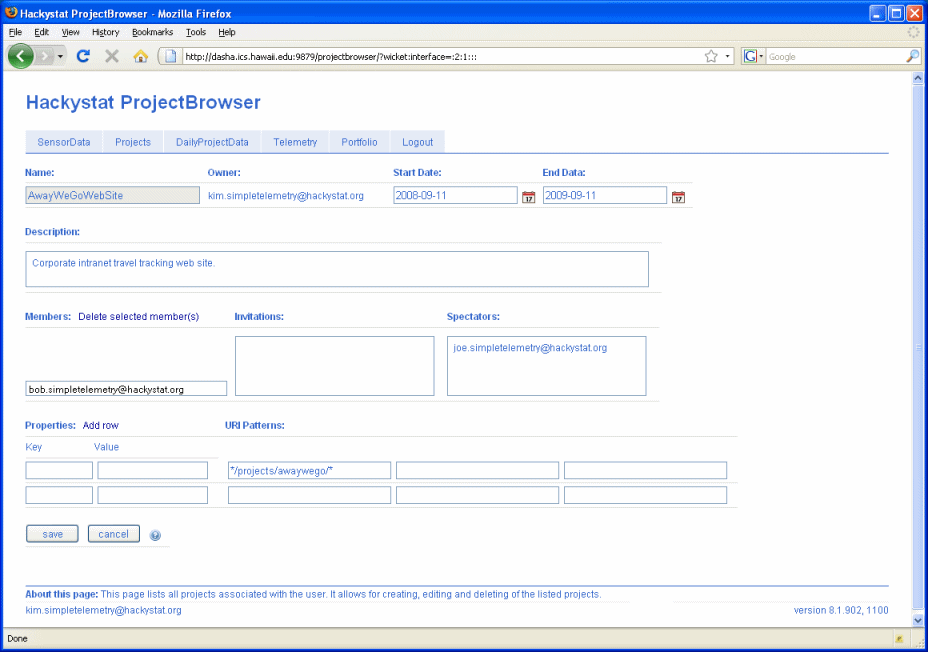 Hackystat ProjectBrowser - Mozilla Firefox
File Edit View History Bookmarks Tools Help
http://dasha.ics.hawaii.edu:9879/projectbrowser/?wicket:interface=:2:1::: G Google
Hackystat ProjectBrowser
SensorData Projects DailyProjectData Telemetry Portfolio Logout
Name: Owner: Start Date: End Data:
AwayWeGoWebSite kim.simpletelemetry@hackystat.org 2008-09-11 17 2009-09-11 17
Description:
Corporate intranet travel tracking web site.
Members: Delete selected member(s) Invitations: Spectators:
joe.simpletelemetry@hackystat.org
bob.simpletelemetry@hackystat.org
Properties: Add row URI Patterns:
Key Value
*/projects/awaywego/*
save cancel ?
About this page: This page lists all projects associated with the user. It allows for creating, editing and deleting of the listed projects.
kim.simpletelemetry@hackystat.org version 8.1.902, 1100
Done